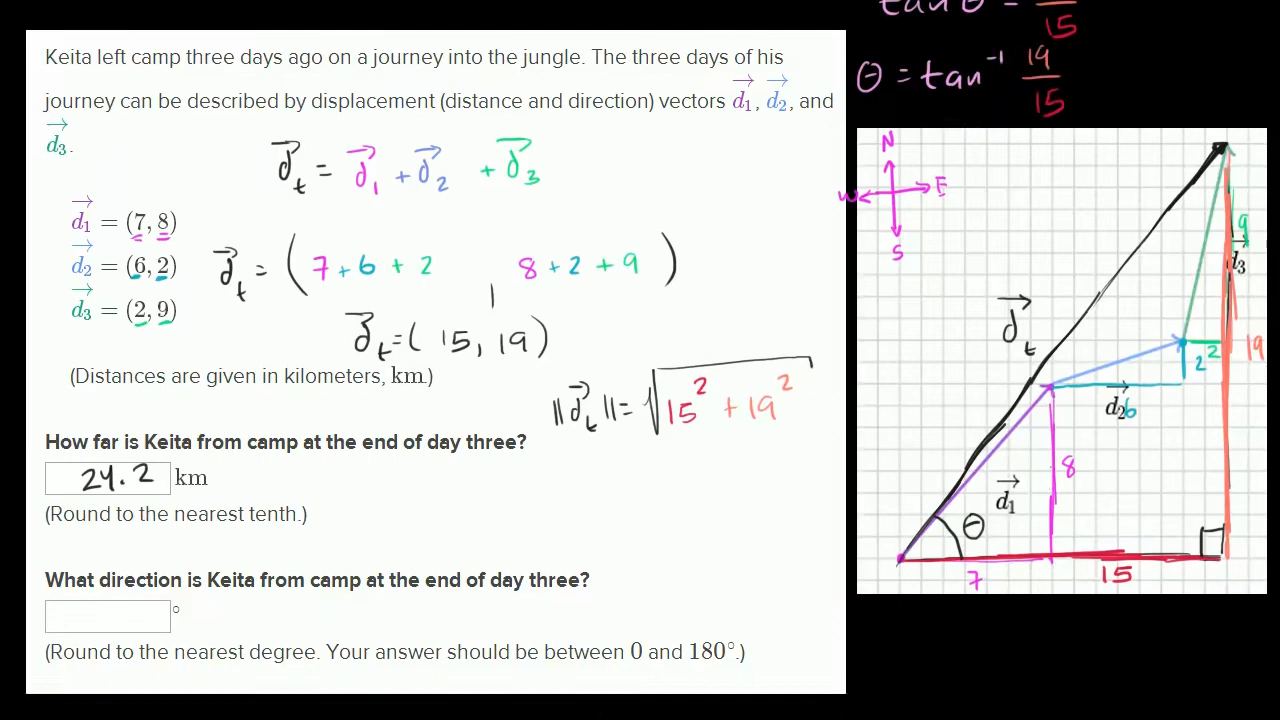 tan θ = 
15
θ = tan⁻¹ 19/15
Keita left camp three days ago on a journey into the jungle. The three days of his
journey can be described by displacement (distance and direction) vectors d⃗₁, d⃗₂, and
d⃗₃.
d⃗ₜ = d⃗₁ + d⃗₂ + d⃗₃
d⃗₁ = (7, 8)
d⃗₂ = (6, 2)
d⃗₃ = (2, 9)
d⃗ₜ = (7+6+2 , 8+2+9)
d⃗ₜ = (15, 19)
(Distances are given in kilometers, km.)
||d⃗ₜ|| = √15² + 19²
How far is Keita from camp at the end of day three?
24.2 km
(Round to the nearest tenth.)
What direction is Keita from camp at the end of day three?
°
(Round to the nearest degree. Your answer should be between 0 and 180°.)
N
W E
S
9
d⃗₃
d⃗ₜ
19
2 2
d⃗₂ 6
8
d⃗₁
θ
7 15